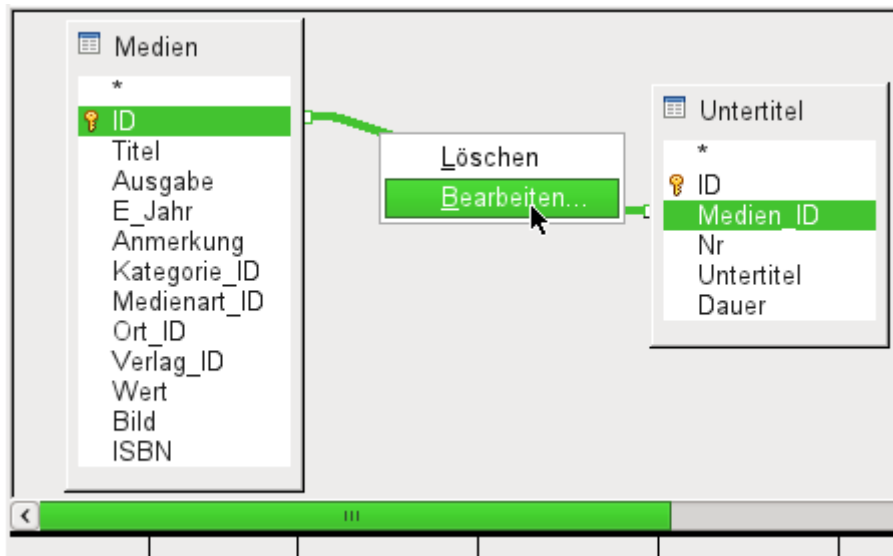 Medien
*
ID
Titel
Ausgabe
E_Jahr
Anmerkung
Kategorie_ID
Medienart_ID
Ort_ID
Verlag_ID
Wert
Bild
ISBN
Löschen
Bearbeiten...
Untertitel
*
ID
Medien_ID
Nr
Untertitel
Dauer